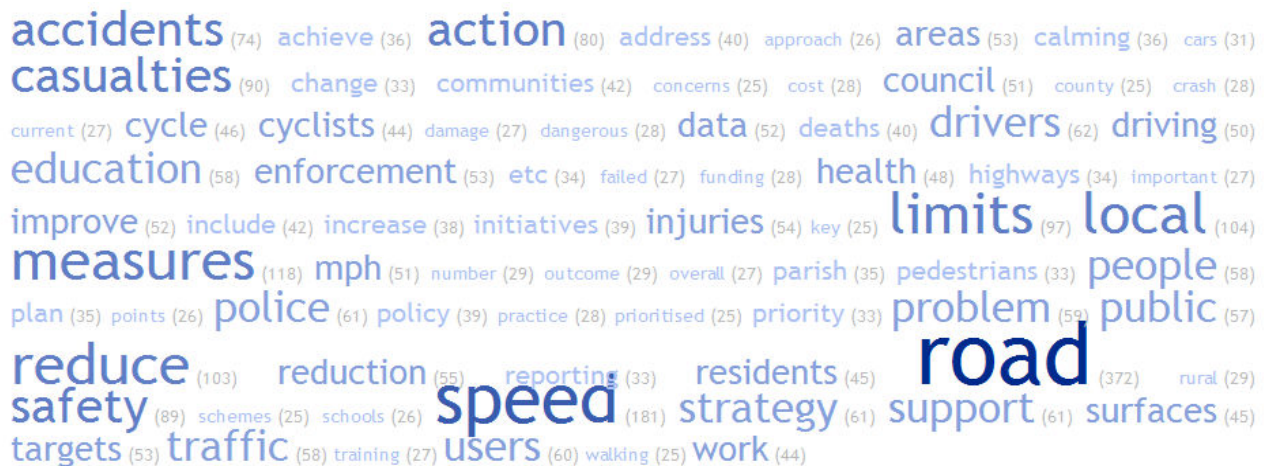 accidents (74) achieve (36) action (80) address (40) approach (26) areas (53) calming (36) cars (31)
casualties (90) change (33) communities (42) concerns (25) cost (28) council (51) county (25) crash (28)
current (27) cycle (46) cyclists (44) damage (27) dangerous (28) data (52) deaths (40) drivers (62) driving (50)
education (58) enforcement (53) etc (34) failed (27) funding (28) health (48) highways (34) important (27)
improve (52) include (42) increase (38) initiatives (39) injuries (54) key (25) limits (97) local (104)
measures (118) mph (51) number (29) outcome (29) overall (27) parish (35) pedestrians (33) people (58)
plan (35) points (26) police (61) policy (39) practice (28) prioritised (25) priority (33) problem (59) public (57)
reduce (103) reduction (55) reporting (33) residents (45) road (372) rural (29)
safety (89) schemes (25) schools (26) speed (181) strategy (61) support (61) surfaces (45)
targets (53) traffic (58) training (27) users (60) walking (25) work (44)